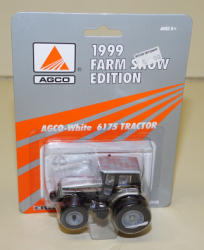 1999
FARM SHOW
EDITION
AGCO
AGCO-White 6175 TRACTOR